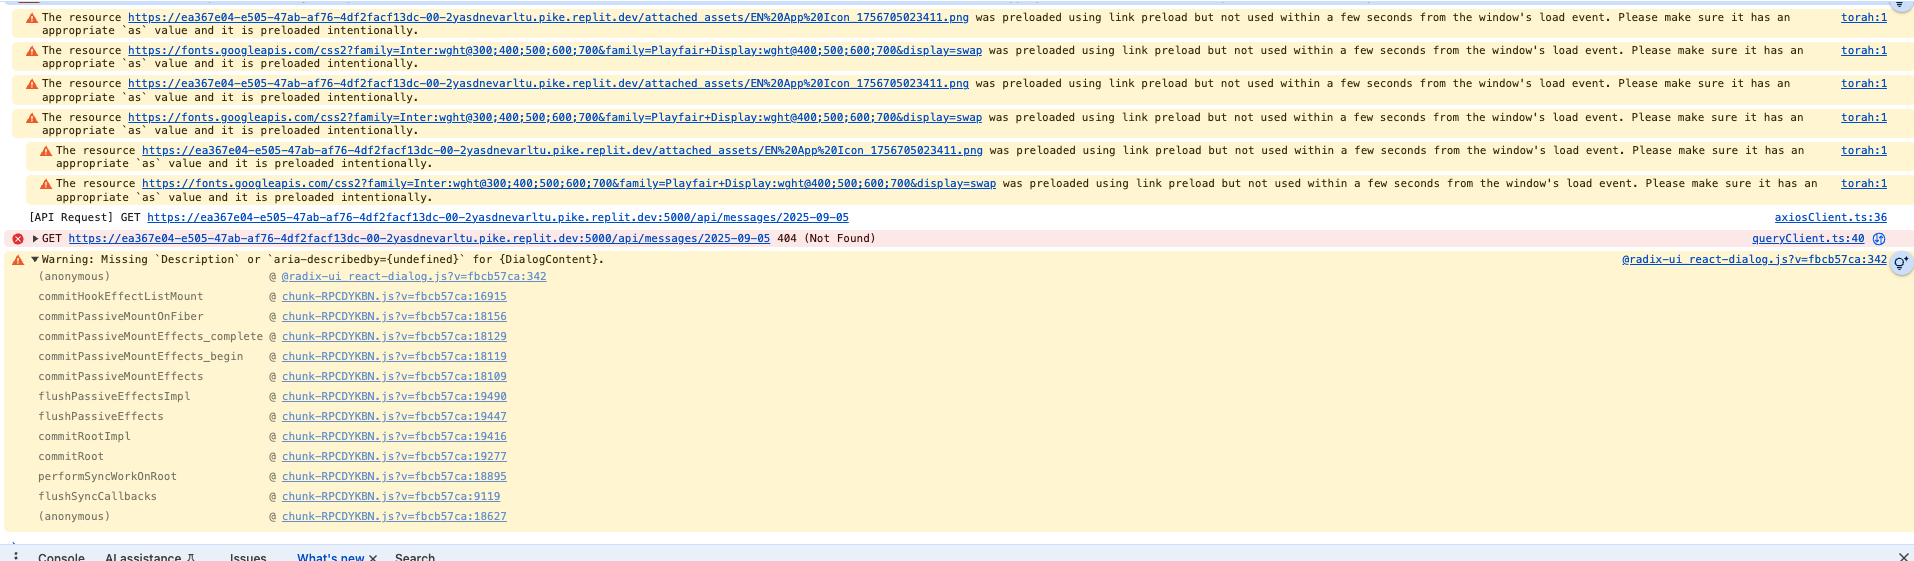 The resource https://ea367e04-e505-47ab-af76-4df2facf13dc-00-2yasdnevarltu.pike.replit.dev/attached_assets/EN%20App%20Icon_1756705023411.png was preloaded using link preload but not used within a few seconds from the window's load event. Please make sure it has an torah:1
appropriate `as` value and it is preloaded intentionally.
The resource https://fonts.googleapis.com/css2?family=Inter:wght@300;400;500;600;700&family=Playfair+Display:wght@400;500;600;700&display=swap was preloaded using link preload but not used within a few seconds from the window's load event. Please make sure it has an torah:1
appropriate `as` value and it is preloaded intentionally.
The resource https://ea367e04-e505-47ab-af76-4df2facf13dc-00-2yasdnevarltu.pike.replit.dev/attached_assets/EN%20App%20Icon_1756705023411.png was preloaded using link preload but not used within a few seconds from the window's load event. Please make sure it has an torah:1
appropriate `as` value and it is preloaded intentionally.
The resource https://fonts.googleapis.com/css2?family=Inter:wght@300;400;500;600;700&family=Playfair+Display:wght@400;500;600;700&display=swap was preloaded using link preload but not used within a few seconds from the window's load event. Please make sure it has an torah:1
appropriate `as` value and it is preloaded intentionally.
The resource https://ea367e04-e505-47ab-af76-4df2facf13dc-00-2yasdnevarltu.pike.replit.dev/attached_assets/EN%20App%20Icon_1756705023411.png was preloaded using link preload but not used within a few seconds from the window's load event. Please make sure it has an torah:1
appropriate `as` value and it is preloaded intentionally.
The resource https://fonts.googleapis.com/css2?family=Inter:wght@300;400;500;600;700&family=Playfair+Display:wght@400;500;600;700&display=swap was preloaded using link preload but not used within a few seconds from the window's load event. Please make sure it has an torah:1
appropriate `as` value and it is preloaded intentionally.
[API Request] GET https://ea367e04-e505-47ab-af76-4df2facf13dc-00-2yasdnevarltu.pike.replit.dev:5000/api/messages/2025-09-05 axiosClient.ts:36
GET https://ea367e04-e505-47ab-af76-4df2facf13dc-00-2yasdnevarltu.pike.replit.dev:5000/api/messages/2025-09-05 404 (Not Found) queryClient.ts:40
Warning: Missing `Description` or `aria-describedby={undefined}` for {DialogContent}. @radix-ui_react-dialog.js?v=fbcb57ca:342
(anonymous) @ @radix-ui_react-dialog.js?v=fbcb57ca:342
commitHookEffectListMount @ chunk-RPCDYKBN.js?v=fbcb57ca:16915
commitPassiveMountOnFiber @ chunk-RPCDYKBN.js?v=fbcb57ca:18156
commitPassiveMountEffects_complete @ chunk-RPCDYKBN.js?v=fbcb57ca:18129
commitPassiveMountEffects_begin @ chunk-RPCDYKBN.js?v=fbcb57ca:18119
commitPassiveMountEffects @ chunk-RPCDYKBN.js?v=fbcb57ca:18109
flushPassiveEffectsImpl @ chunk-RPCDYKBN.js?v=fbcb57ca:19490
flushPassiveEffects @ chunk-RPCDYKBN.js?v=fbcb57ca:19447
commitRootImpl @ chunk-RPCDYKBN.js?v=fbcb57ca:19416
commitRoot @ chunk-RPCDYKBN.js?v=fbcb57ca:19277
performSyncWorkOnRoot @ chunk-RPCDYKBN.js?v=fbcb57ca:18895
flushSyncCallbacks @ chunk-RPCDYKBN.js?v=fbcb57ca:9119
(anonymous) @ chunk-RPCDYKBN.js?v=fbcb57ca:18627
Console AI assistance Issues What's new Search